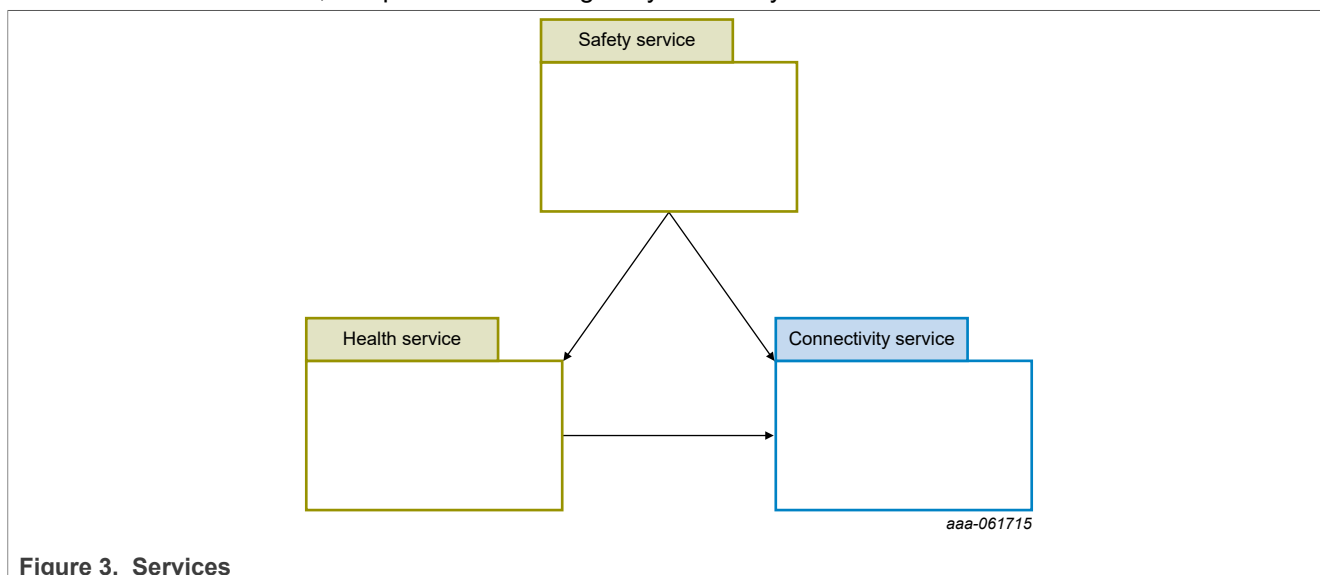 Safety service
Health service
Connectivity service
aaa-061715
Figure 3. Services